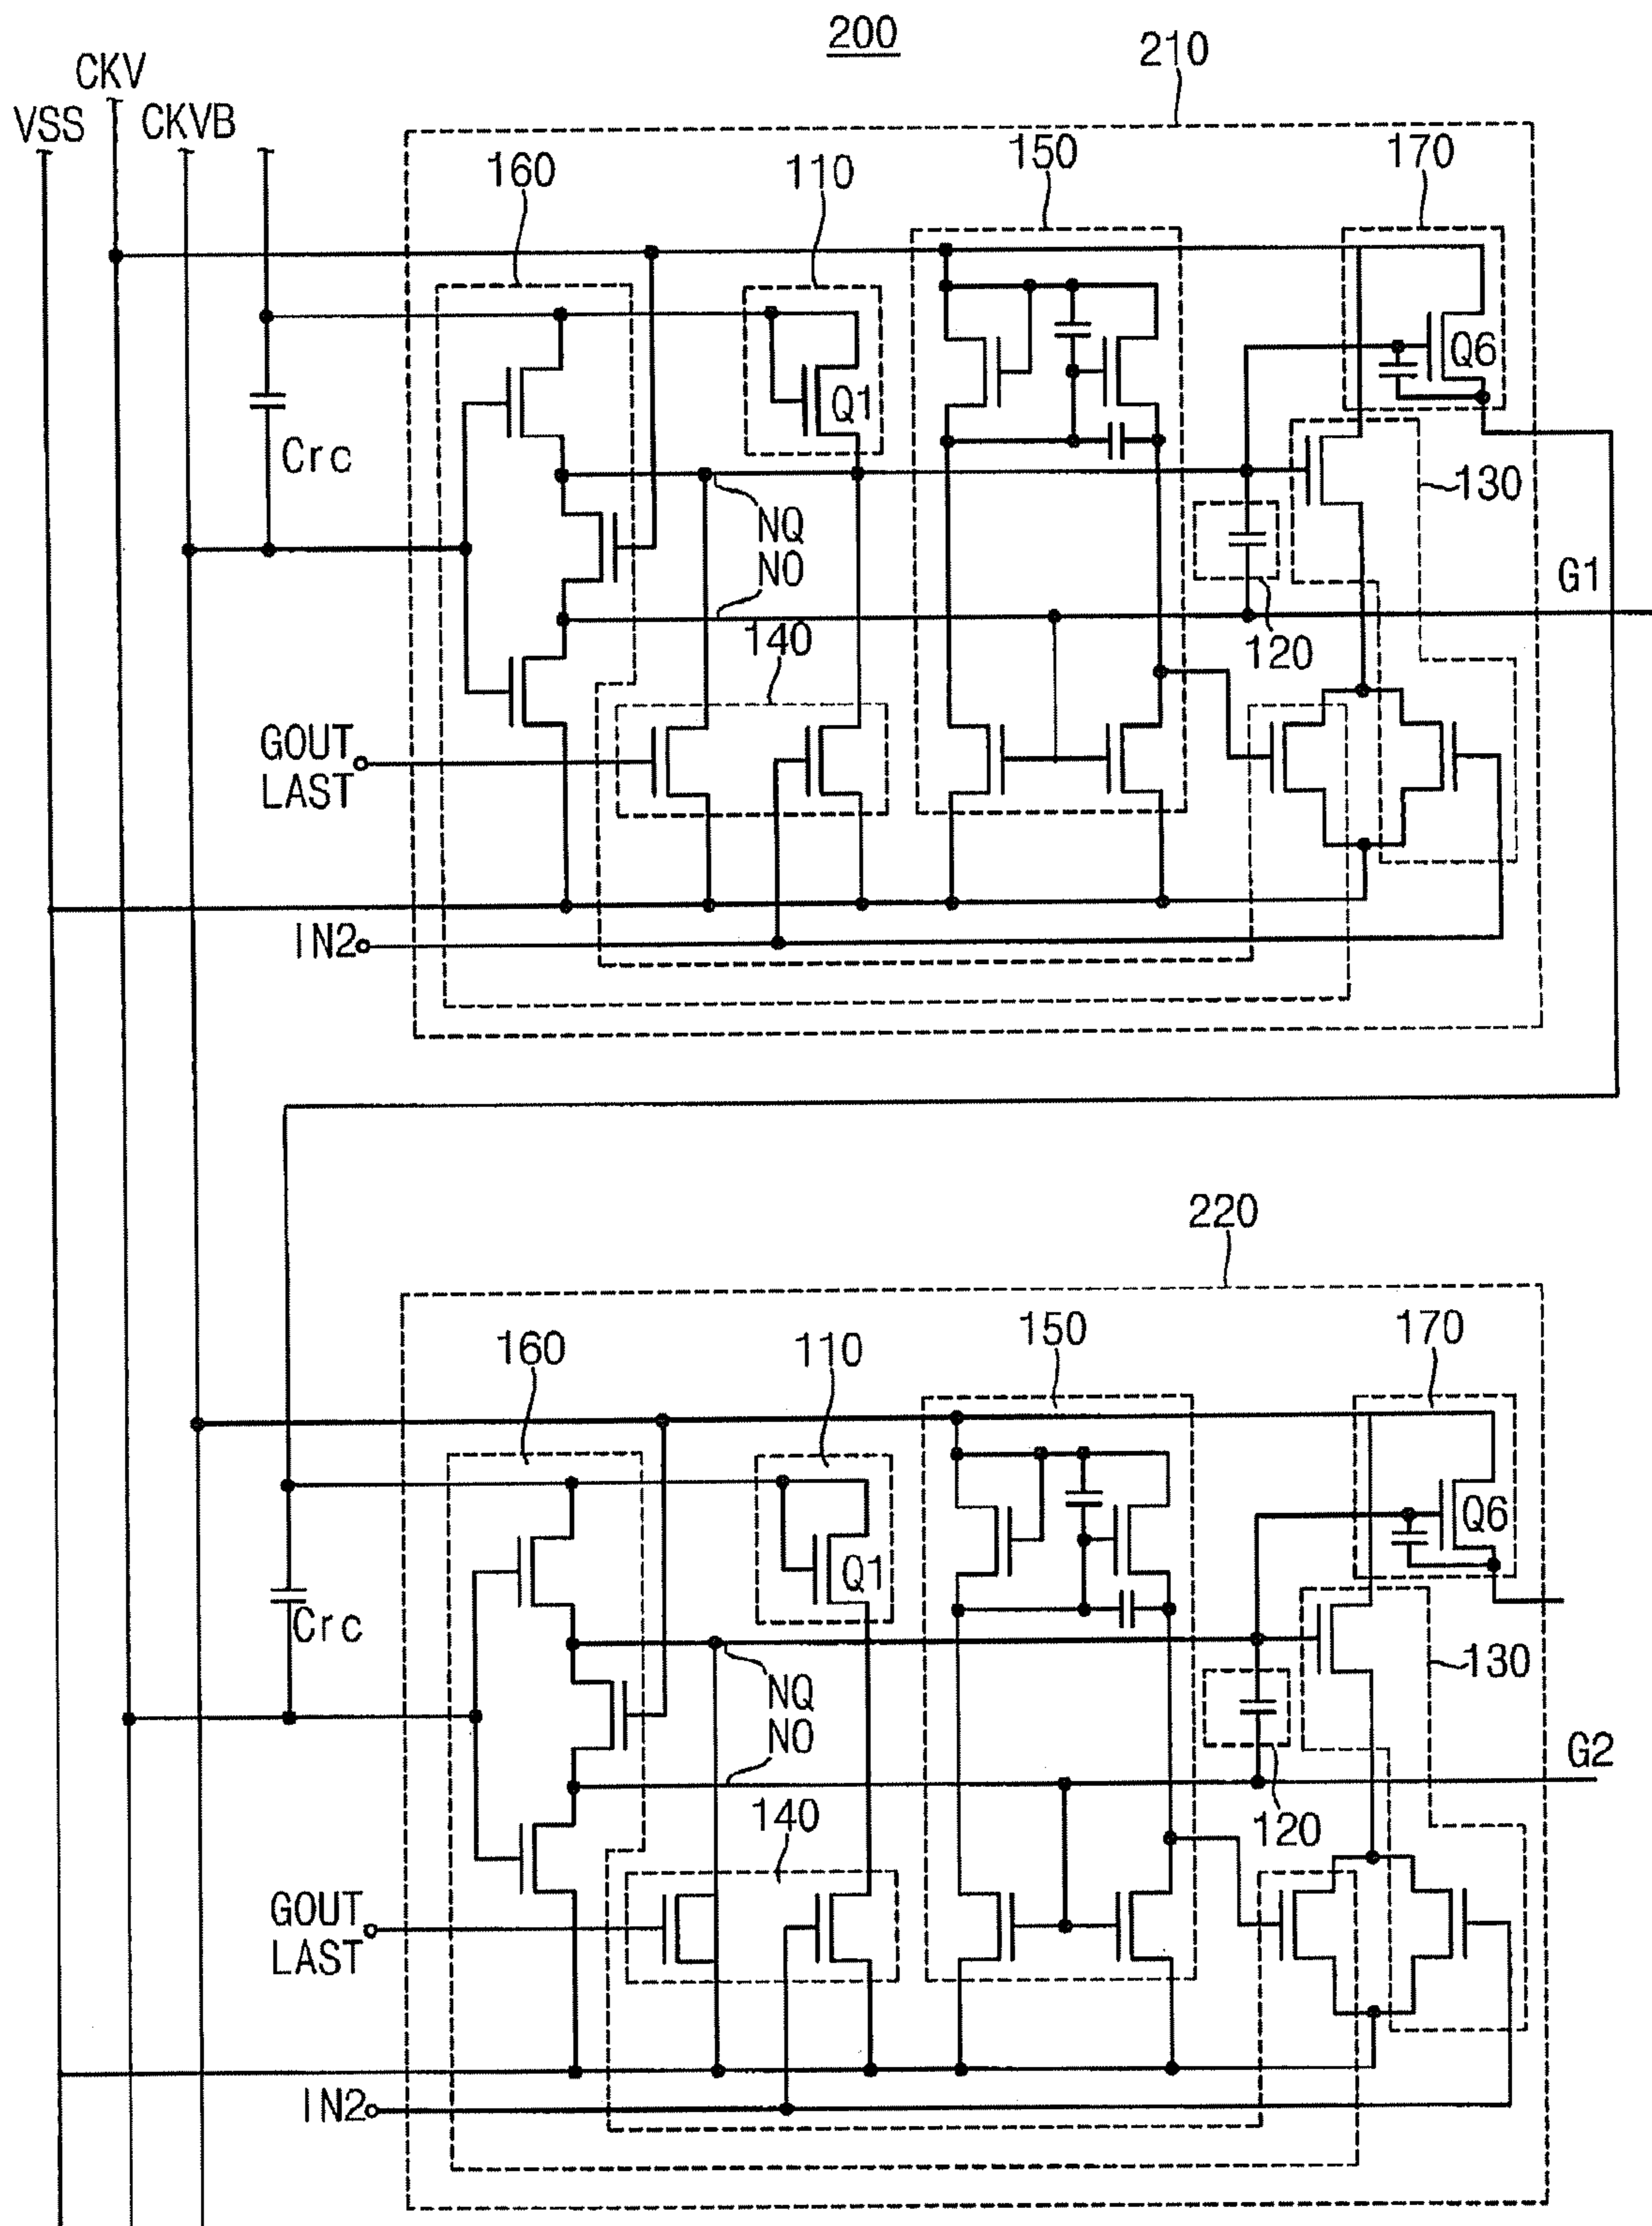 200
210
CKV
VSS
CKVB
160
110
150
170
Q1
Q6
Crc
130
NQ
NO
G1
140
120
GOUT
LAST
IN2
220
160
110
150
170
Q1
Q6
Crc
130
NQ
NO
G2
140
120
GOUT
LAST
IN2